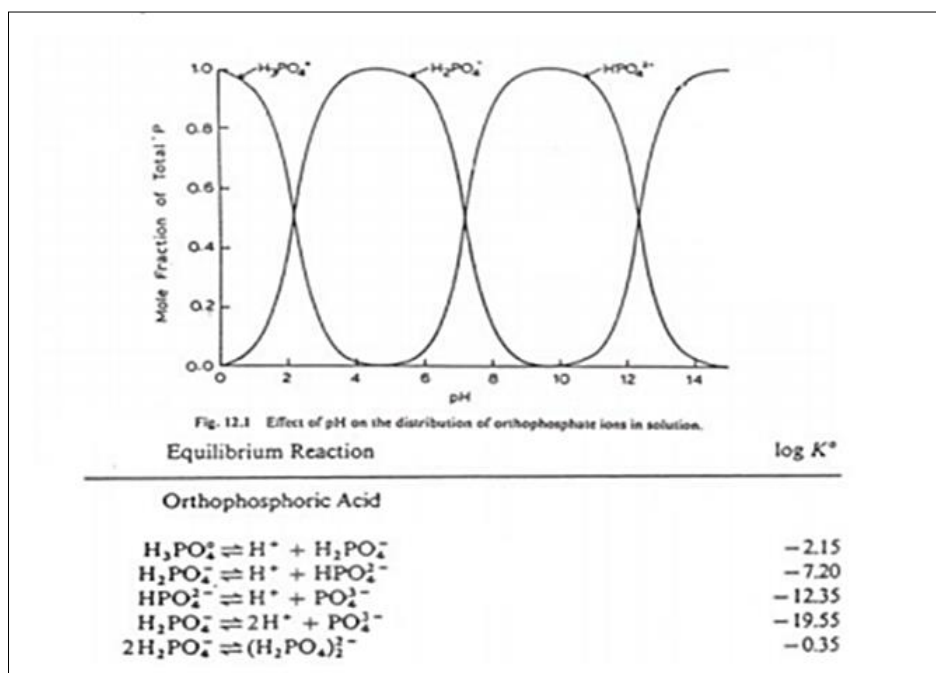 H₃PO₄° H₂PO₄⁻ HPO₄²⁻
Mole Fraction of Total P
1.0
0.8
0.6
0.4
0.2
0.0
0 2 4 6 8 10 12 14
pH
Fig. 12.1 Effect of pH on the distribution of orthophosphate ions in solution.
Equilibrium Reaction log K°
Orthophosphoric Acid
H₃PO₄° ⇌ H⁺ + H₂PO₄⁻ −2.15
H₂PO₄⁻ ⇌ H⁺ + HPO₄²⁻ −7.20
HPO₄²⁻ ⇌ H⁺ + PO₄³⁻ −12.35
H₂PO₄⁻ ⇌ 2H⁺ + PO₄³⁻ −19.55
2H₂PO₄⁻ ⇌ (H₂PO₄)₂²⁻ −0.35